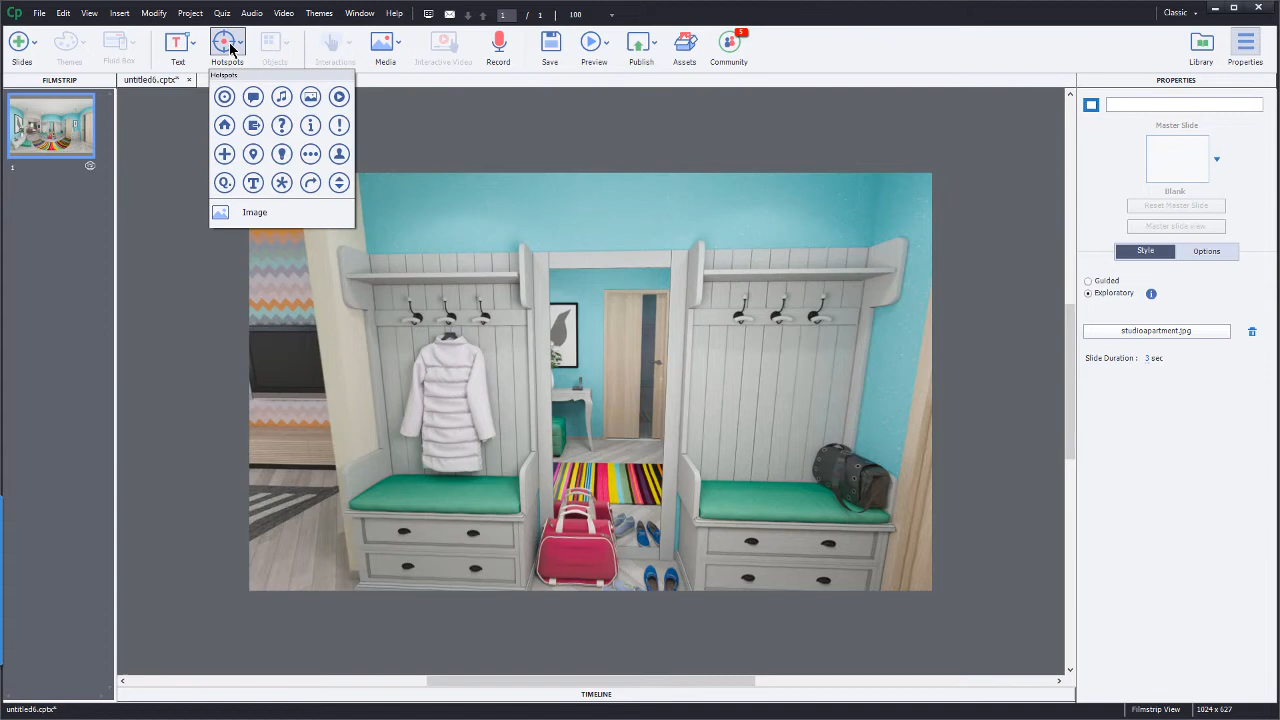 Cp File Edit View Insert Modify Project Quiz Audio Video Themes Window Help 1 / 1 100 Classic
Slides Themes Fluid Box Text Hotspots Objects Interactions Media Interactive Video Record Save Preview Publish Assets 5 Community Library Properties
FILMSTRIP untitled6.cptx* × PROPERTIES
Hotspots
Q. T
Image
1
Master Slide
Blank
Reset Master Slide
Master slide view
Style Options
Guided
Exploratory
studioapartment.jpg
Slide Duration : 3 sec
TIMELINE
untitled6.cptx* Filmstrip View 1024 x 627